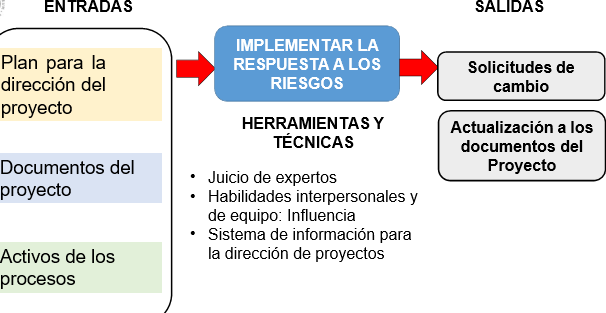 ENTRADAS
Plan para la
dirección del
proyecto
Documentos del
proyecto
Activos de los
procesos
IMPLEMENTAR LA
RESPUESTA A LOS
RIESGOS
HERRAMIENTAS Y
TÉCNICAS
• Juicio de expertos
• Habilidades interpersonales y
de equipo: Influencia
• Sistema de información para
la dirección de proyectos
SALIDAS
Solicitudes de
cambio
Actualización a los
documentos del
Proyecto